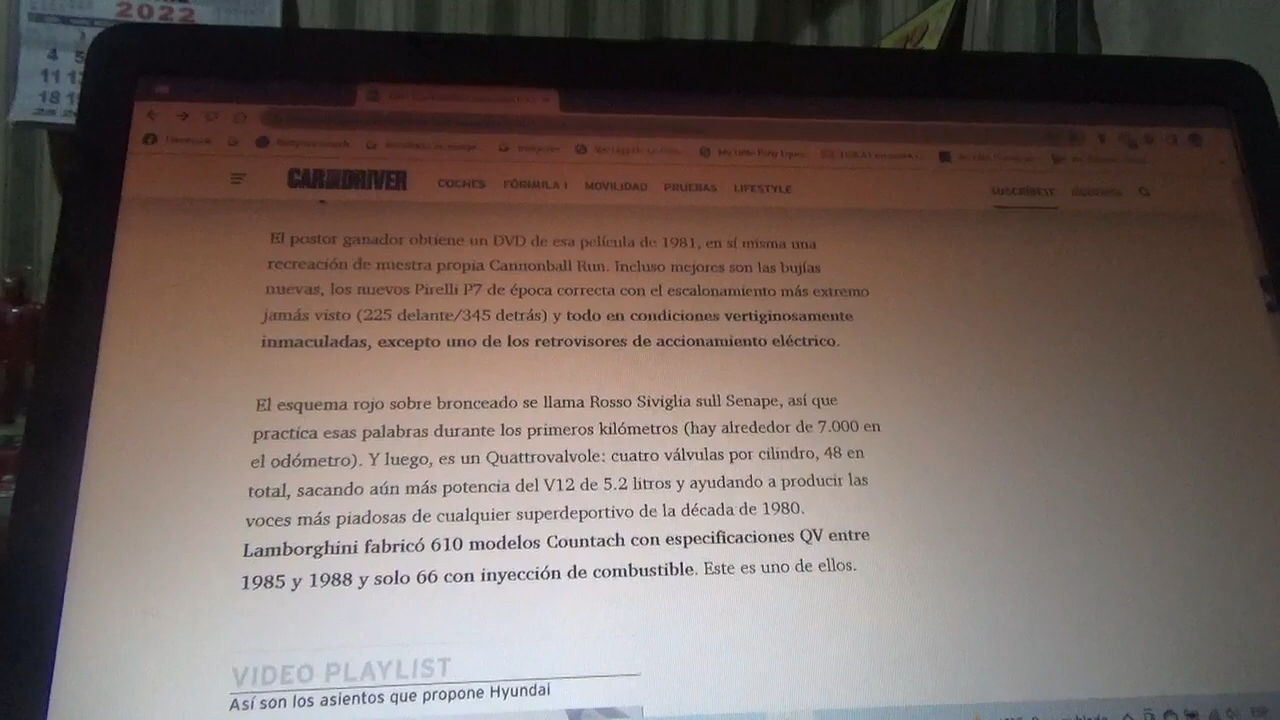 2022
4 5
11 1
18 1
CAR AND DRIVER
COCHES FÓRMULA 1 MOVILIDAD PRUEBAS LIFESTYLE
SUSCRÍBETE
El postor ganador obtiene un DVD de esa película de 1981, en sí misma una
recreación de nuestra propia Cannonball Run. Incluso mejores son las bujías
nuevas, los nuevos Pirelli P7 de época correcta con el escalonamiento más extremo
jamás visto (225 delante/345 detrás) y todo en condiciones vertiginosamente
inmaculadas, excepto uno de los retrovisores de accionamiento eléctrico.
El esquema rojo sobre bronceado se llama Rosso Siviglia sull Senape, así que
practica esas palabras durante los primeros kilómetros (hay alrededor de 7.000 en
el odómetro). Y luego, es un Quattrovalvole: cuatro válvulas por cilindro, 48 en
total, sacando aún más potencia del V12 de 5.2 litros y ayudando a producir las
voces más piadosas de cualquier superdeportivo de la década de 1980.
Lamborghini fabricó 610 modelos Countach con especificaciones QV entre
1985 y 1988 y solo 66 con inyección de combustible. Este es uno de ellos.
VIDEO PLAYLIST
Así son los asientos que propone Hyundai